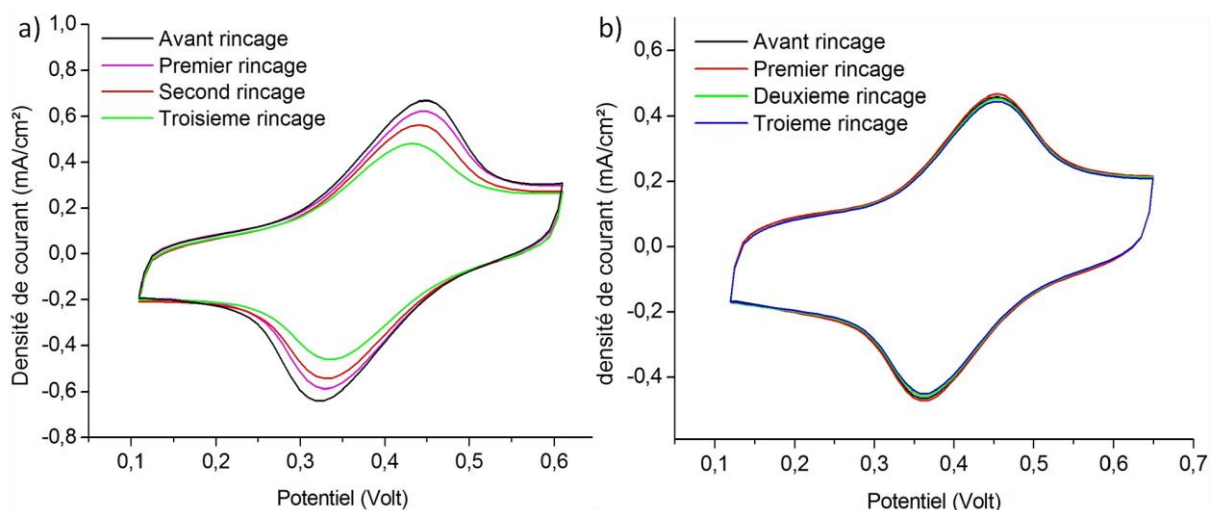 a)
Avant rincage
Premier rincage
Second rincage
Troisieme rincage
Densité de courant (mA/cm²)
1,0
0,8
0,6
0,4
0,2
0,0
-0,2
-0,4
-0,6
-0,8
0,1 0,2 0,3 0,4 0,5 0,6
Potentiel (Volt)
b)
Avant rincage
Premier rincage
Deuxieme rincage
Troieme rincage
densité de courant (mA/cm²)
0,6
0,4
0,2
0,0
-0,2
-0,4
0,1 0,2 0,3 0,4 0,5 0,6 0,7
Potentiel (Volt)